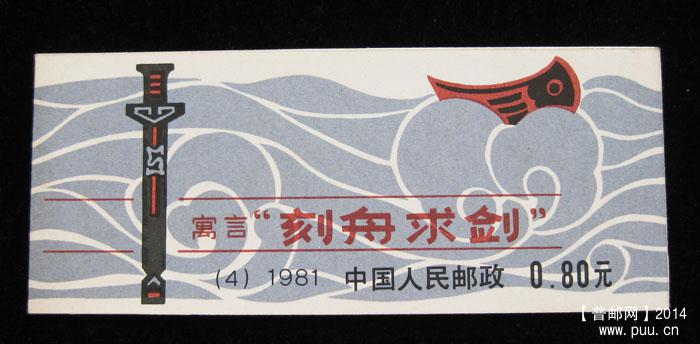 寓言“刻舟求剑”
(4) 1981 中国人民邮政 0.80元
【普邮网】2014
www.puu.cn